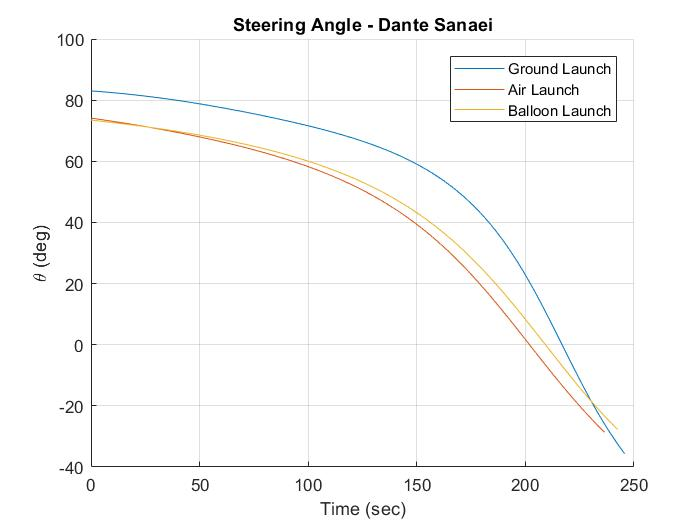 Steering Angle - Dante Sanaei
100
80
60
40
20
0
-20
-40
θ (deg)
Ground Launch
Air Launch
Balloon Launch
0 50 100 150 200 250
Time (sec)